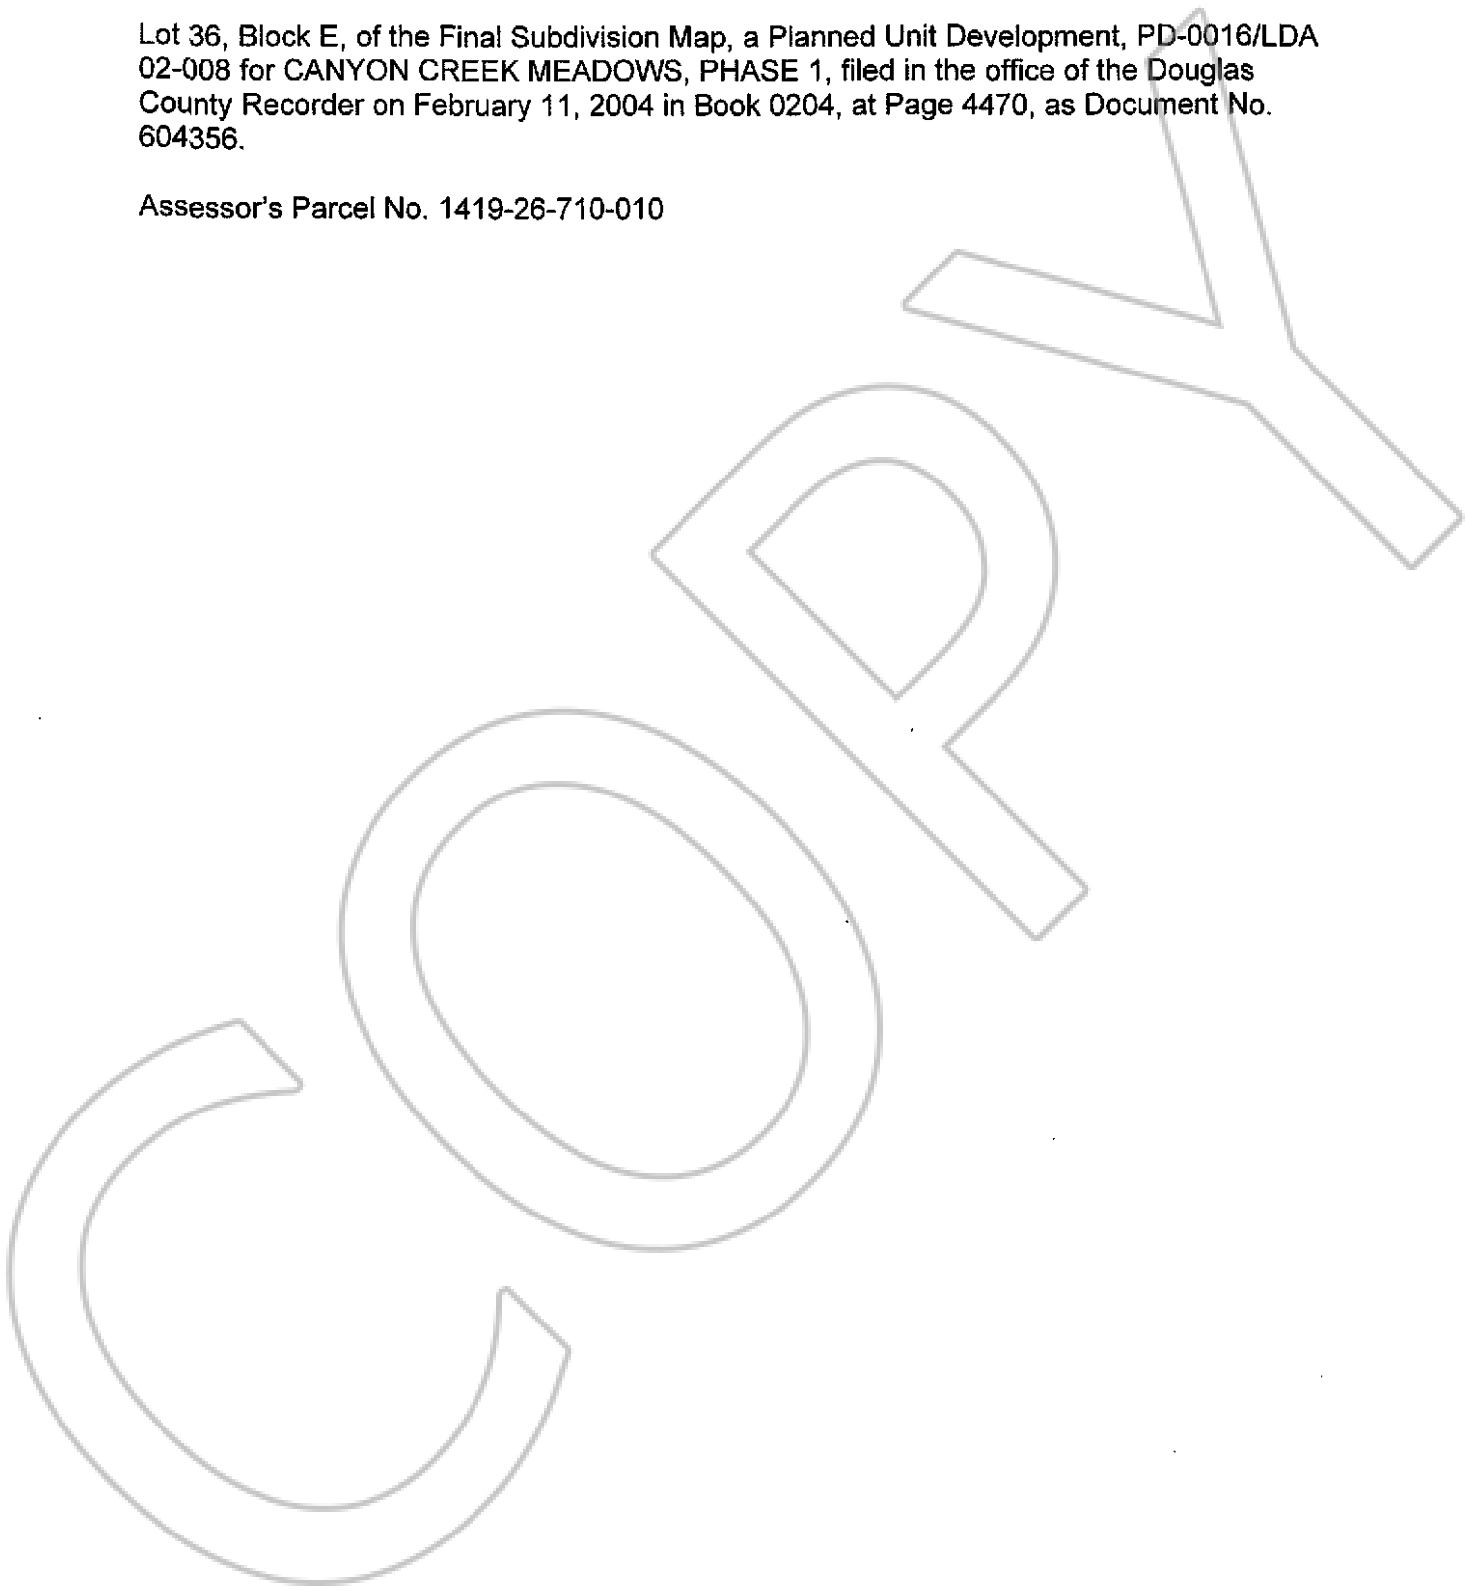 Lot 36, Block E, of the Final Subdivision Map, a Planned Unit Development, PD-0016/LDA
02-008 for CANYON CREEK MEADOWS, PHASE 1, filed in the office of the Douglas
County Recorder on February 11, 2004 in Book 0204, at Page 4470, as Document No.
604356.
Assessor's Parcel No. 1419-26-710-010
COPY